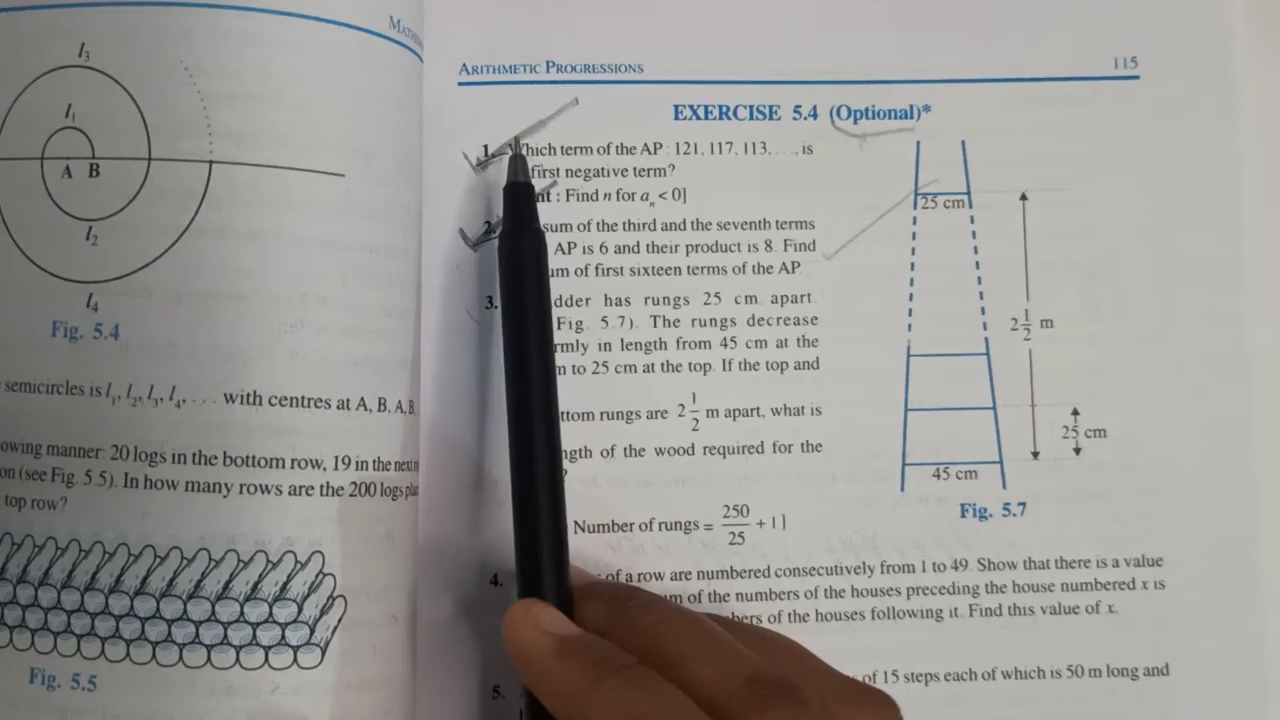 l3
l1
A B
l2
l4
Fig. 5.4
semicircles is l1, l2, l3, l4, . . . with centres at A, B, A, B,
owing manner: 20 logs in the bottom row, 19 in the next
on (see Fig. 5.5). In how many rows are the 200 logs
top row?
Fig. 5.5
ARITHMETIC PROGRESSIONS 115
EXERCISE 5.4 (Optional)*
1. Which term of the AP : 121, 117, 113, . . ., is
first negative term?
: Find n for an < 0]
2. sum of the third and the seventh terms
AP is 6 and their product is 8. Find
of first sixteen terms of the AP.
3. has rungs 25 cm apart.
Fig. 5.7). The rungs decrease
in length from 45 cm at the
to 25 cm at the top. If the top and
rungs are 2 1/2 m apart, what is
of the wood required for the
Number of rungs = 250/25 + 1]
25 cm
2 1/2 m
25 cm
45 cm
Fig. 5.7
4. of a row are numbered consecutively from 1 to 49. Show that there is a value
of the numbers of the houses preceding the house numbered x is
of the houses following it. Find this value of x.
5. of 15 steps each of which is 50 m long and